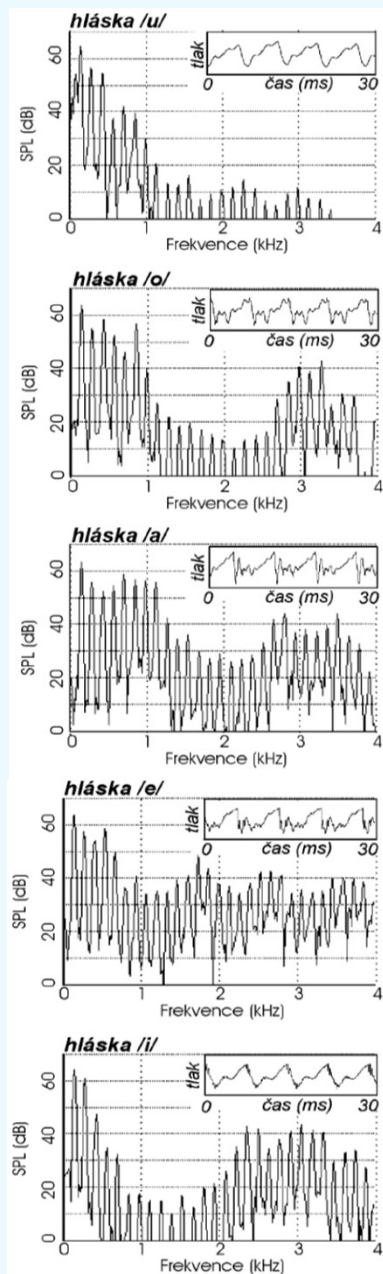 hláska /u/
tlak
0 čas (ms) 30
SPL (dB)
60
40
20
0
0 1 2 3 4
Frekvence (kHz)
hláska /o/
tlak
0 čas (ms) 30
SPL (dB)
60
40
20
0
0 1 2 3 4
Frekvence (kHz)
hláska /a/
tlak
0 čas (ms) 30
SPL (dB)
60
40
20
0
0 1 2 3 4
Frekvence (kHz)
hláska /e/
tlak
0 čas (ms) 30
SPL (dB)
60
40
20
0
0 1 2 3 4
Frekvence (kHz)
hláska /i/
tlak
0 čas (ms) 30
SPL (dB)
60
40
20
0
0 1 2 3 4
Frekvence (kHz)